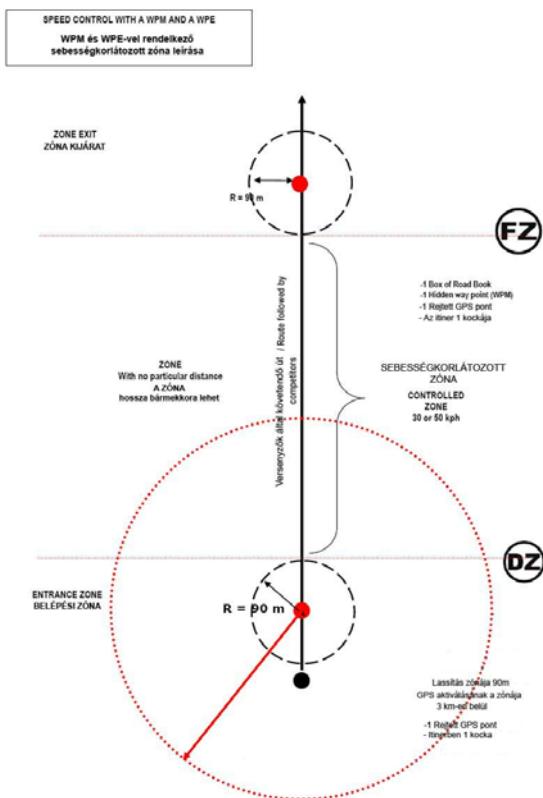 SPEED CONTROL WITH A WPM AND A WPE
WPM és WPE-vel rendelkező
sebességkorlátozott zóna leírása
ZONE EXIT
ZÓNA KIJÁRAT
R = 90 m
FZ
-1 Box of Road Book
-1 Hidden way point (WPM)
-1 Rejtett GPS pont
- Az itiner 1 kockája
ZONE
With no particular distance
A ZÓNA
hossza bármekkora lehet
Versenyzők által követendő út / Route followed by
competitors
SEBESSÉGKORLÁTOZOTT
ZÓNA
CONTROLLED
ZONE
30 or 50 kph
DZ
ENTRANCE ZONE
BELÉPÉSI ZÓNA
R = 90 m
Lassítás zónája 90m
GPS aktiválásának a zónája
3 km-en belül
-1 Rejtett GPS pont
- Itinerben 1 kocka